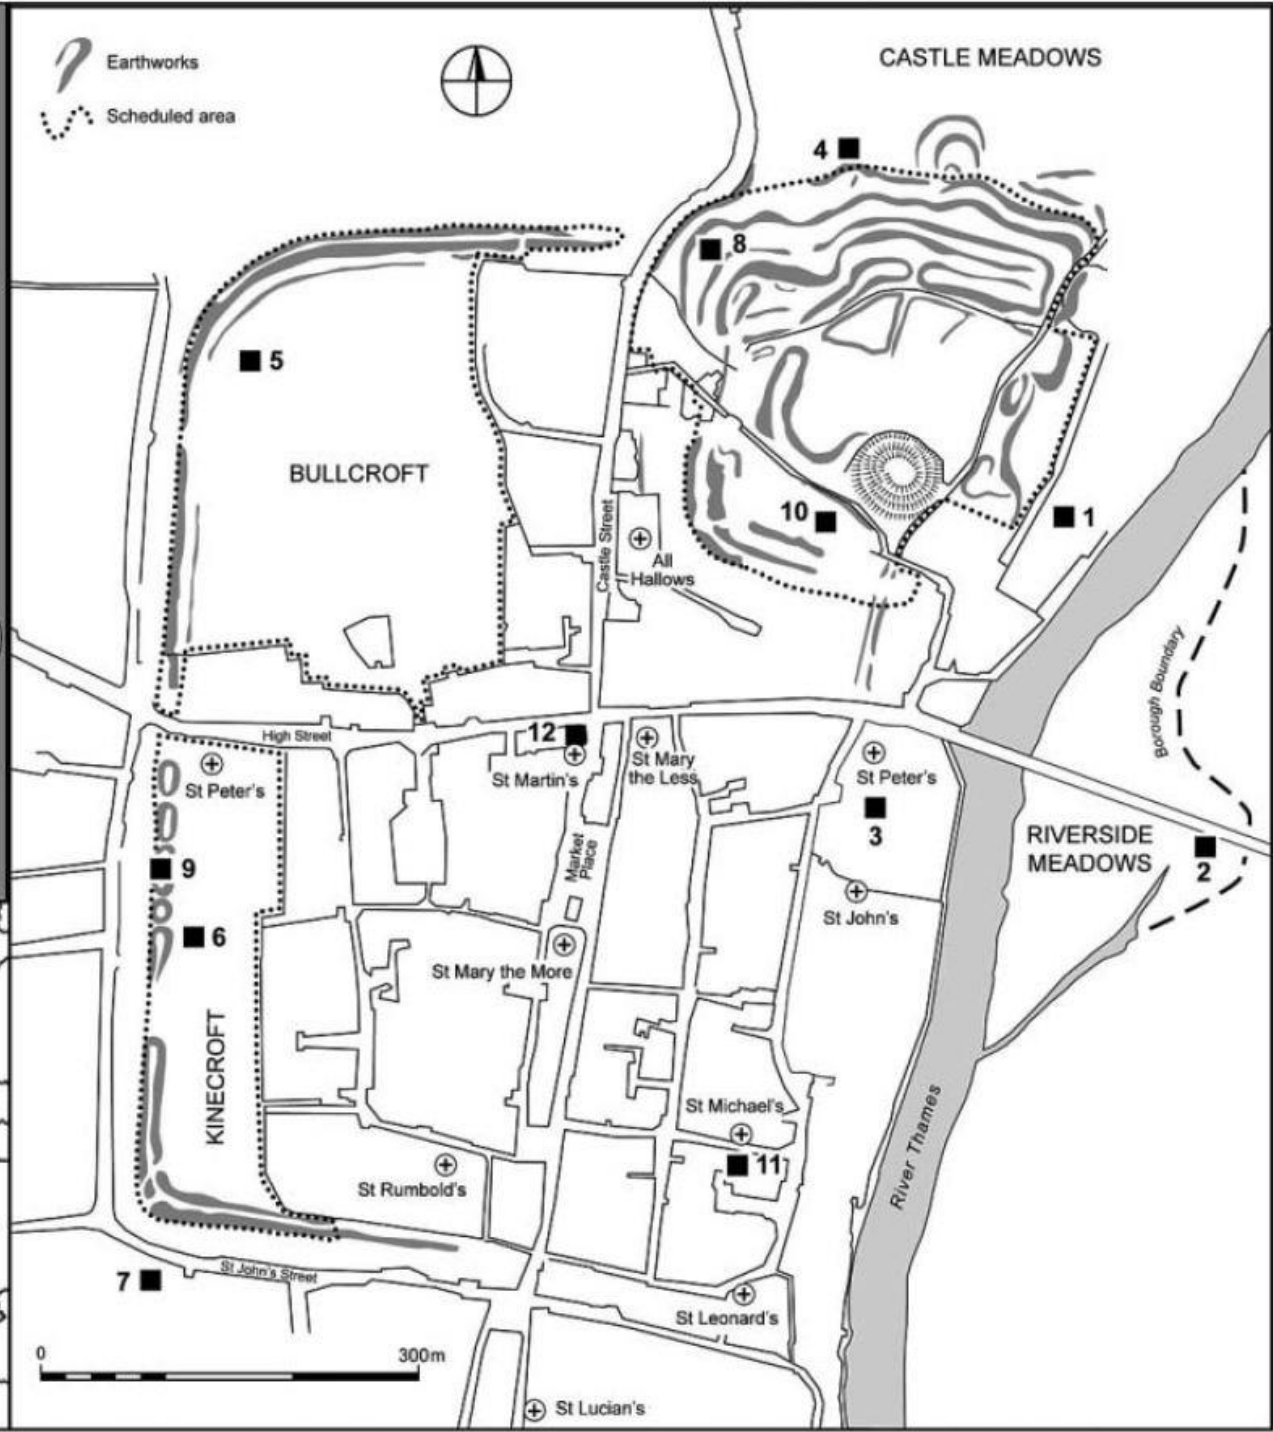 Earthworks
Scheduled area
CASTLE MEADOWS
4
8
5
BULLCROFT
10
1
Castle Street
All
Hallows
Borough Boundary
High Street
12
St Martin's
St Mary
the Less
St Peter's
St Peter's
3
RIVERSIDE
MEADOWS
2
Market
Place
9
St John's
6
St Mary the More
KINECROFT
St Michael's
11
St Rumbold's
River Thames
7
St John's Street
St Leonard's
0
300m
St Lucian's